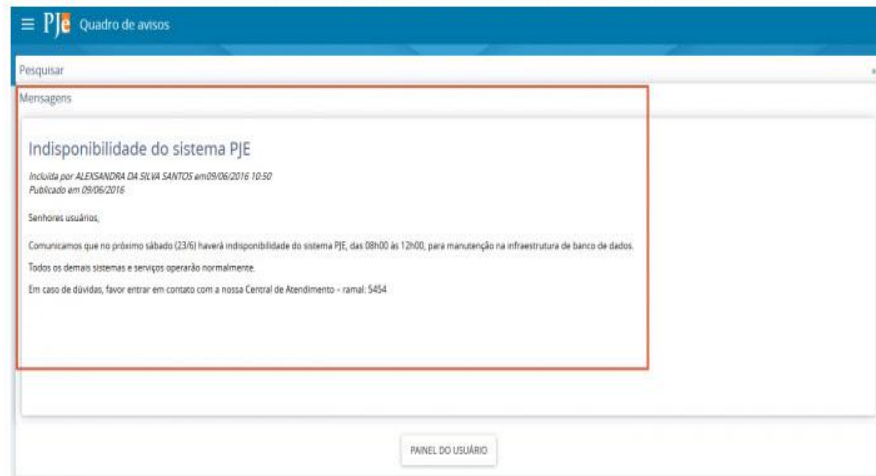 PJe Quadro de avisos
Pesquisar
Mensagens
Indisponibilidade do sistema PJE
Incluída por ALEXSANDRA DA SILVA SANTOS em09/06/2016 10:50
Publicado em 09/06/2016
Senhores usuários,
Comunicamos que no próximo sábado (23/6) haverá indisponibilidade do sistema PJE, das 08h00 às 12h00, para manutenção na infraestrutura de banco de dados.
Todos os demais sistemas e serviços operarão normalmente.
Em caso de dúvidas, favor entrar em contato com a nossa Central de Atendimento – ramal: 5454
PAINEL DO USUÁRIO